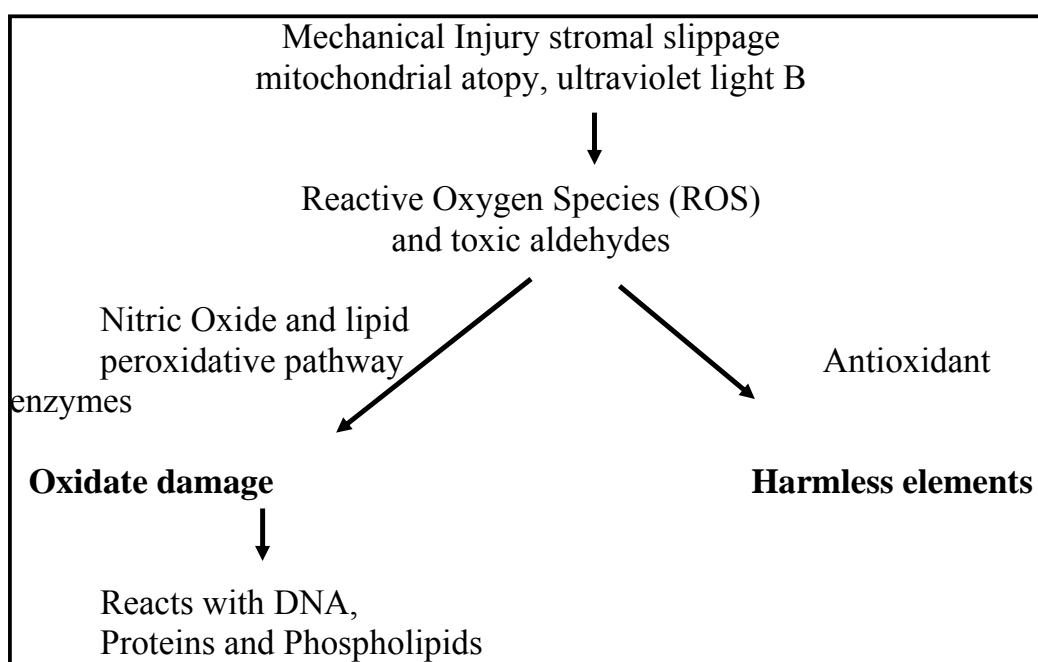 Mechanical Injury stromal slippage
mitochondrial atopy, ultraviolet light B
Reactive Oxygen Species (ROS)
and toxic aldehydes
Nitric Oxide and lipid
peroxidative pathway
Antioxidant
enzymes
Oxidate damage
Harmless elements
Reacts with DNA,
Proteins and Phospholipids